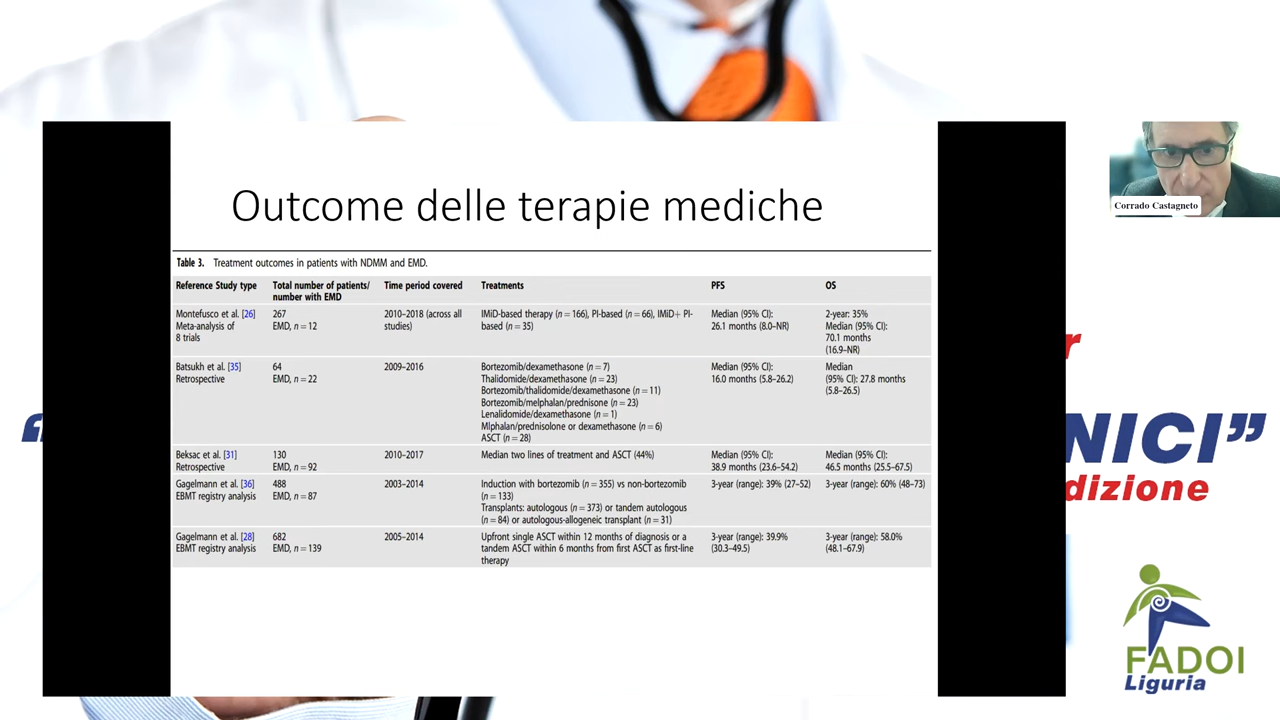 Outcome delle terapie mediche
Table 3. Treatment outcomes in patients with NDMM and EMD.
Reference Study type Total number of patients/ number with EMD Time period covered Treatments PFS OS
Montefusco et al. [26] 267 2010–2018 (across all IMiD-based therapy (n = 166), PI-based (n = 66), IMiD+ PI- Median (95% CI): 2-year: 35%
Meta-analysis of EMD, n = 12 studies) based (n = 35) 26.1 months (8.0–NR) Median (95% CI):
8 trials 70.1 months
(16.9–NR)
Batsukh et al. [35] 64 2009–2016 Bortezomib/dexamethasone (n = 7) Median (95% CI): Median
Retrospective EMD, n = 22 Thalidomide/dexamethasone (n = 23) 16.0 months (5.8–26.2) (95% CI): 27.8 months
Bortezomib/thalidomide/dexamethasone (n = 11) (5.8–26.5)
Bortezomib/melphalan/prednisone (n = 23)
Lenalidomide/dexamethasone (n = 1)
Mlphalan/prednisolone or dexamethasone (n = 6)
ASCT (n = 28)
Beksac et al. [31] 130 2010–2017 Median two lines of treatment and ASCT (44%) Median (95% CI): Median (95% CI):
Retrospective EMD, n = 92 38.9 months (23.6–54.2) 46.5 months (25.5–67.5)
Gagelmann et al. [36] 488 2003–2014 Induction with bortezomib (n = 355) vs non-bortezomib 3-year (range): 39% (27–52) 3-year (range): 60% (48–73)
EBMT registry analysis EMD, n = 87 (n = 133)
Transplants: autologous (n = 373) or tandem autologous
(n = 84) or autologous-allogeneic transplant (n = 31)
Gagelmann et al. [28] 682 2005–2014 Upfront single ASCT within 12 months of diagnosis or a 3-year (range): 39.9% 3-year (range): 58.0%
EBMT registry analysis EMD, n = 139 tandem ASCT within 6 months from first ASCT as first-line (30.3–49.5) (48.1–67.9)
therapy
Corrado Castagneto
r
“
NICI”
dizione
FADOI
Liguria